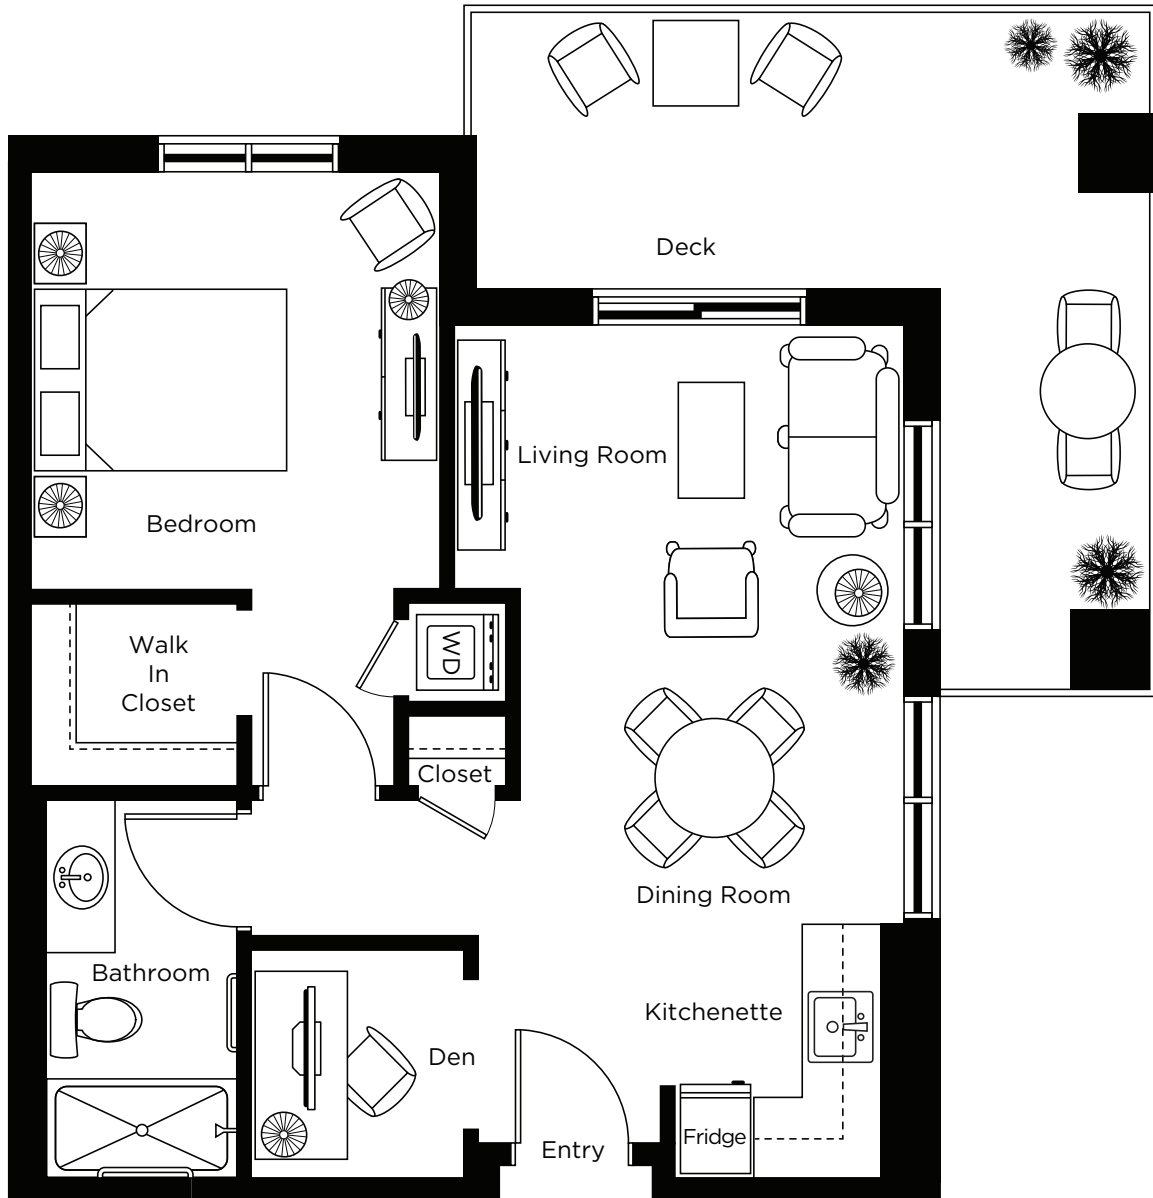 Deck
Living Room
Bedroom
Walk
In
Closet
WD
Closet
Dining Room
Bathroom
Kitchenette
Den
Fridge
Entry